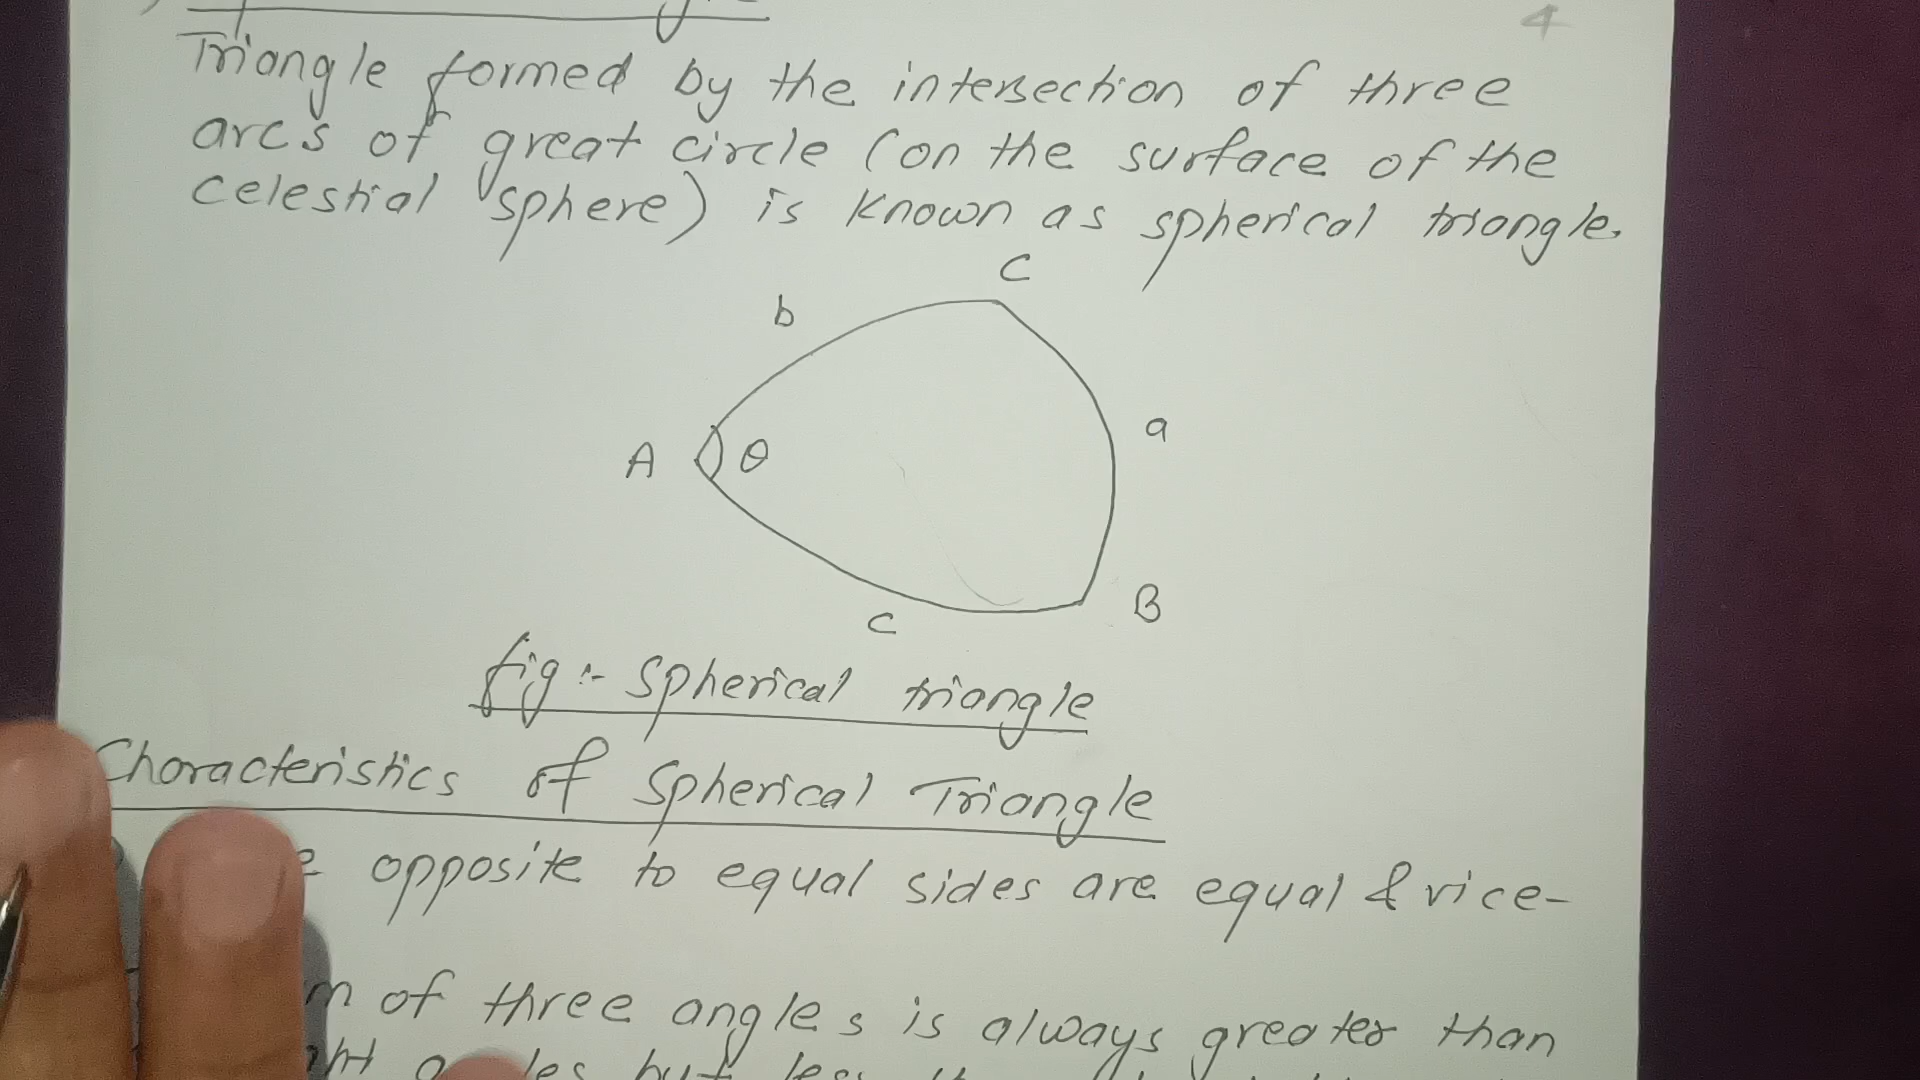 4
Triangle formed by the intersection of three
arcs of great circle (on the surface of the
celestial sphere) is known as spherical triangle.
C
b
a
A θ
B
c
fig :- Spherical triangle
Characteristics of Spherical Triangle
opposite to equal sides are equal & vice-
of three angles is always greater than
but less